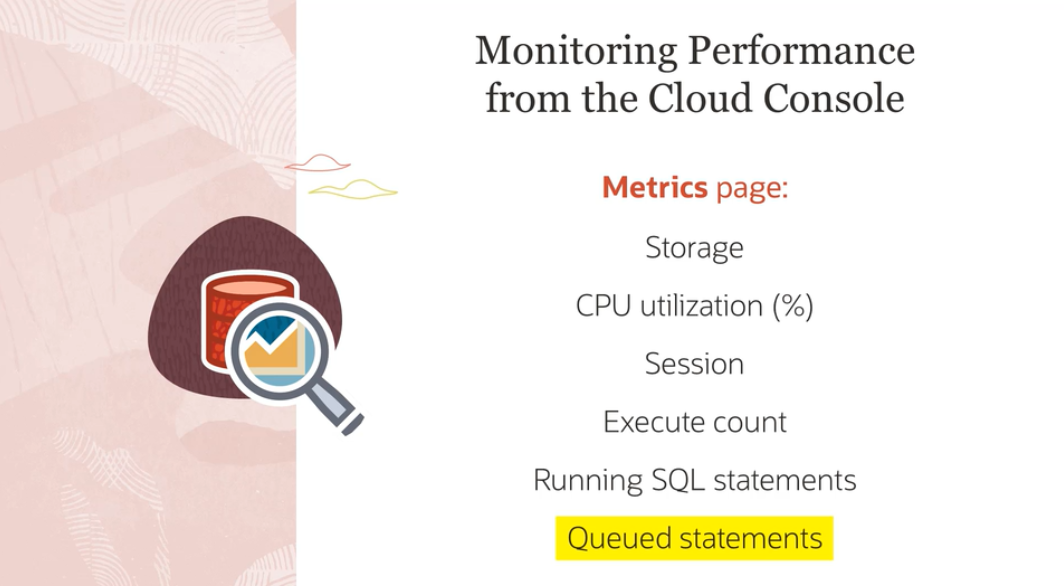 Monitoring Performance
from the Cloud Console
Metrics page:
Storage
CPU utilization (%)
Session
Execute count
Running SQL statements
Queued statements